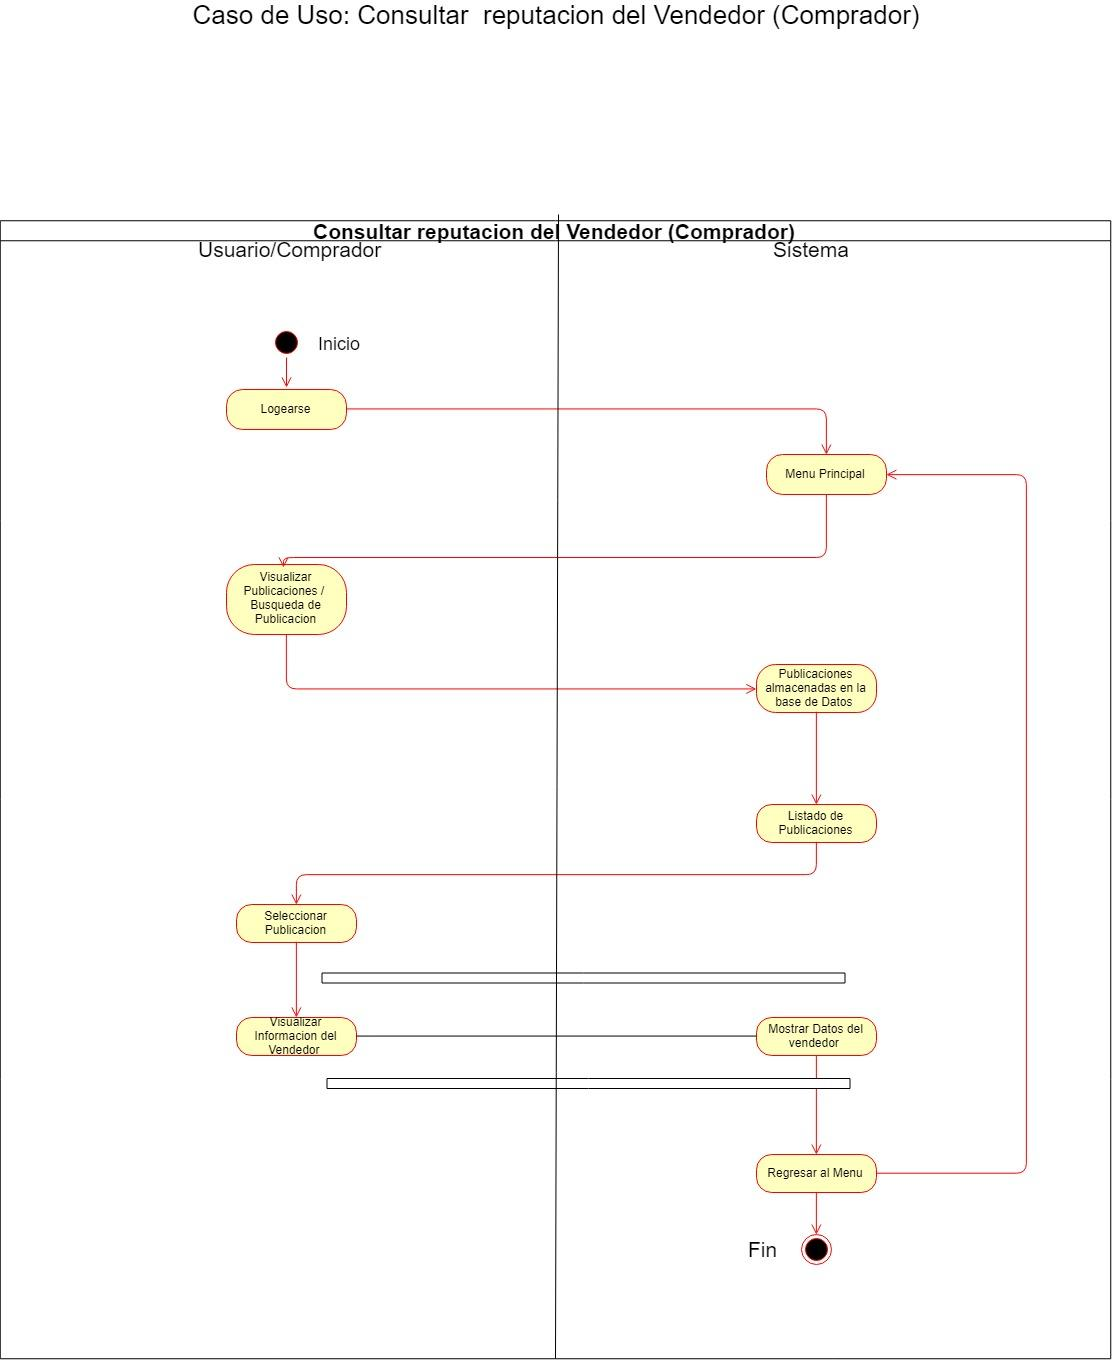 Caso de Uso: Consultar  reputacion del Vendedor (Comprador)
Consultar reputacion del Vendedor (Comprador)
Usuario/Comprador
Sistema
Inicio
Logearse
Menu Principal
Visualizar
Publicaciones /
Busqueda de
Publicacion
Publicaciones
almacenadas en la
base de Datos
Listado de
Publicaciones
Seleccionar
Publicacion
Visualizar
Informacion del
Vendedor
Mostrar Datos del
vendedor
Regresar al Menu
Fin